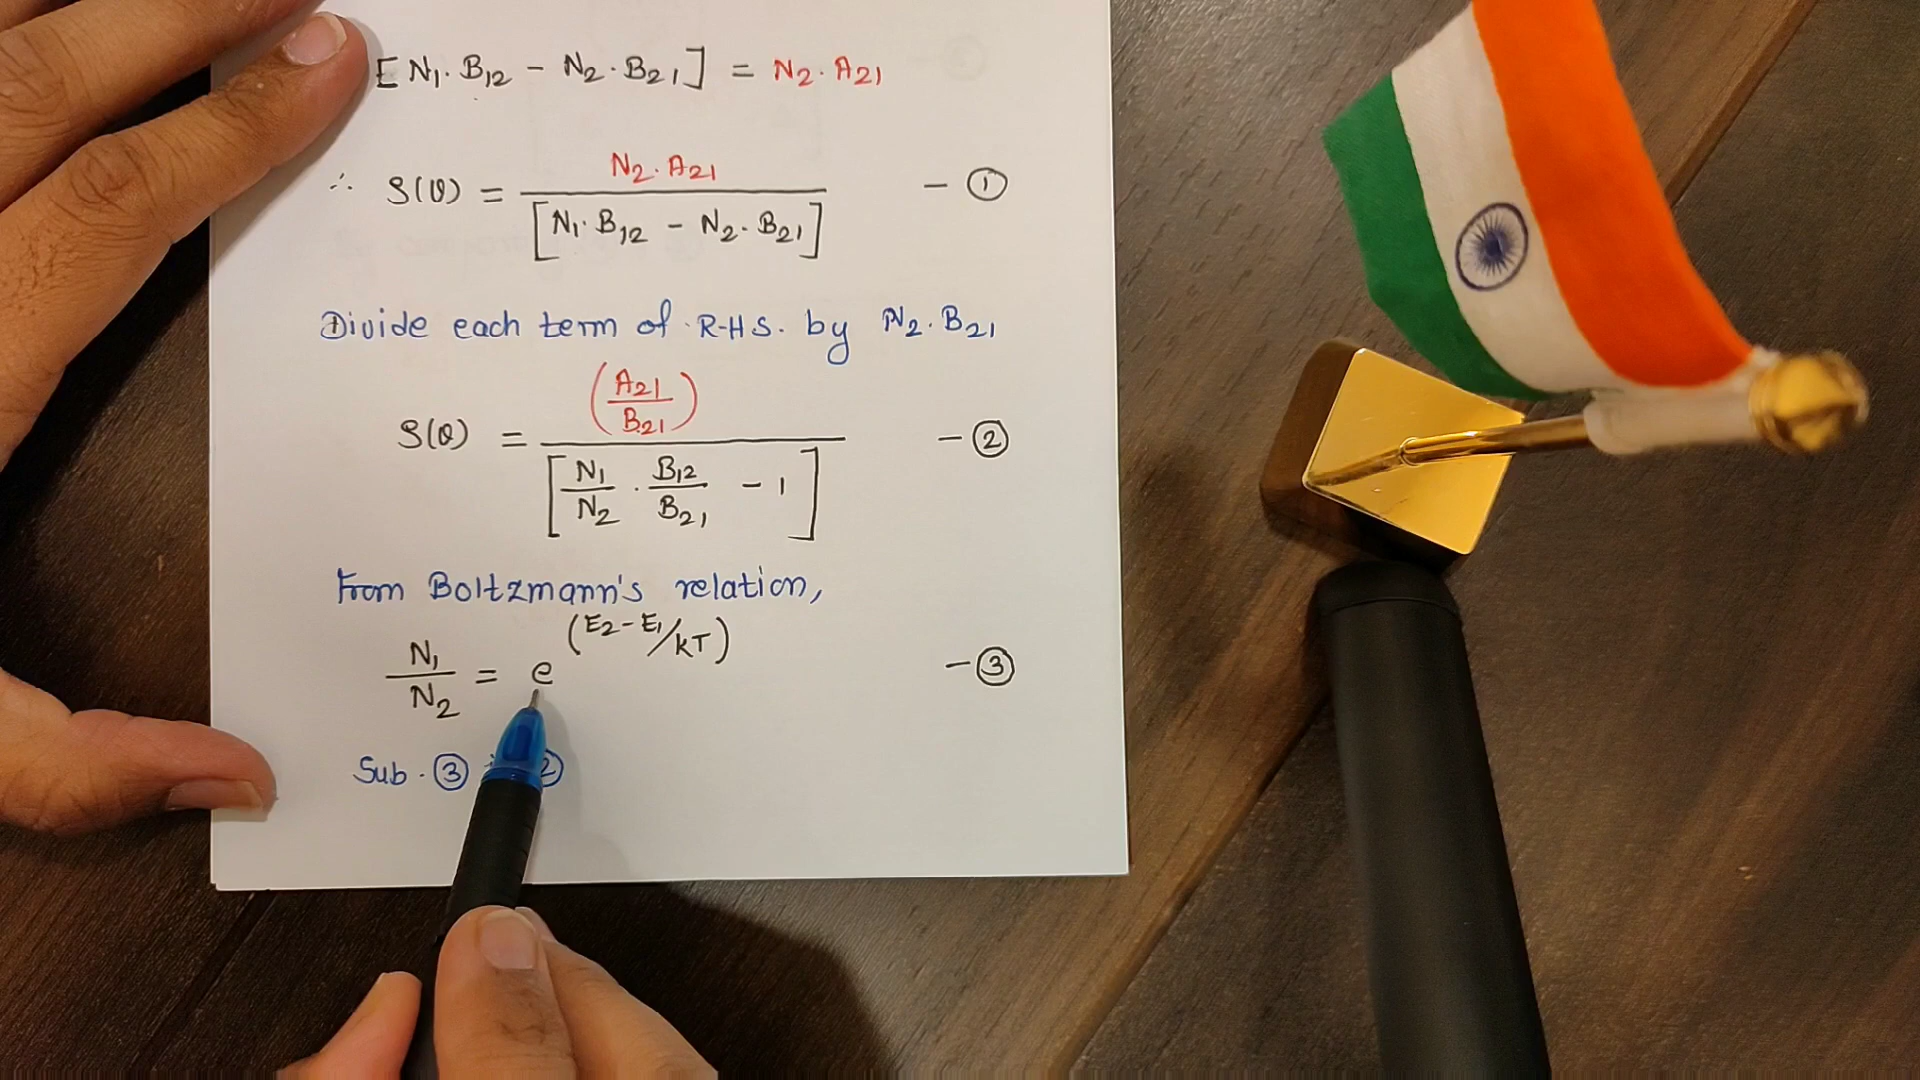 [N₁·B₁₂ - N₂·B₂₁] = N₂·A₂₁
∴ S(ν) = N₂·A₂₁ / [N₁·B₁₂ - N₂·B₂₁] - ①
Divide each term of R-H-S. by N₂·B₂₁
S(ν) = (A₂₁/B₂₁) / [N₁/N₂ · B₁₂/B₂₁ - 1] - ②
From Boltzmann's relation,
N₁/N₂ = e^(E₂-E₁/kT) - ③
Sub. ③ ②